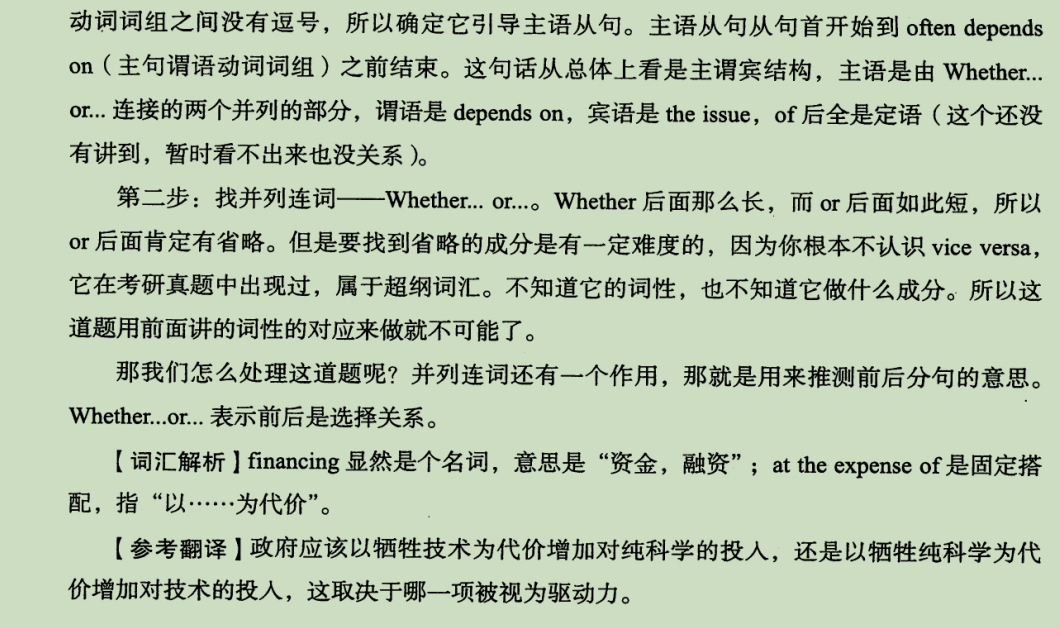 动词词组之间没有逗号，所以确定它引导主语从句。主语从句从句首开始到 often depends
on（主句谓语动词词组）之前结束。这句话从总体上看是主谓宾结构，主语是由 Whether...
or... 连接的两个并列的部分，谓语是 depends on，宾语是 the issue，of 后全是定语（这个还没
有讲到，暂时看不出来也没关系）。
第二步：找并列连词——Whether... or...。Whether 后面那么长，而 or 后面如此短，所以
or 后面肯定有省略。但是要找到省略的成分是有一定难度的，因为你根本不认识 vice versa，
它在考研真题中出现过，属于超纲词汇。不知道它的词性，也不知道它做什么成分。所以这
道题用前面讲的词性的对应来做就不可能了。
那我们怎么处理这道题呢？并列连词还有一个作用，那就是用来推测前后分句的意思。
Whether...or... 表示前后是选择关系。
【词汇解析】financing 显然是个名词，意思是“资金，融资”；at the expense of 是固定搭
配，指“以……为代价”。
【参考翻译】政府应该以牺牲技术为代价增加对纯科学的投入，还是以牺牲纯科学为代
价增加对技术的投入，这取决于哪一项被视为驱动力。